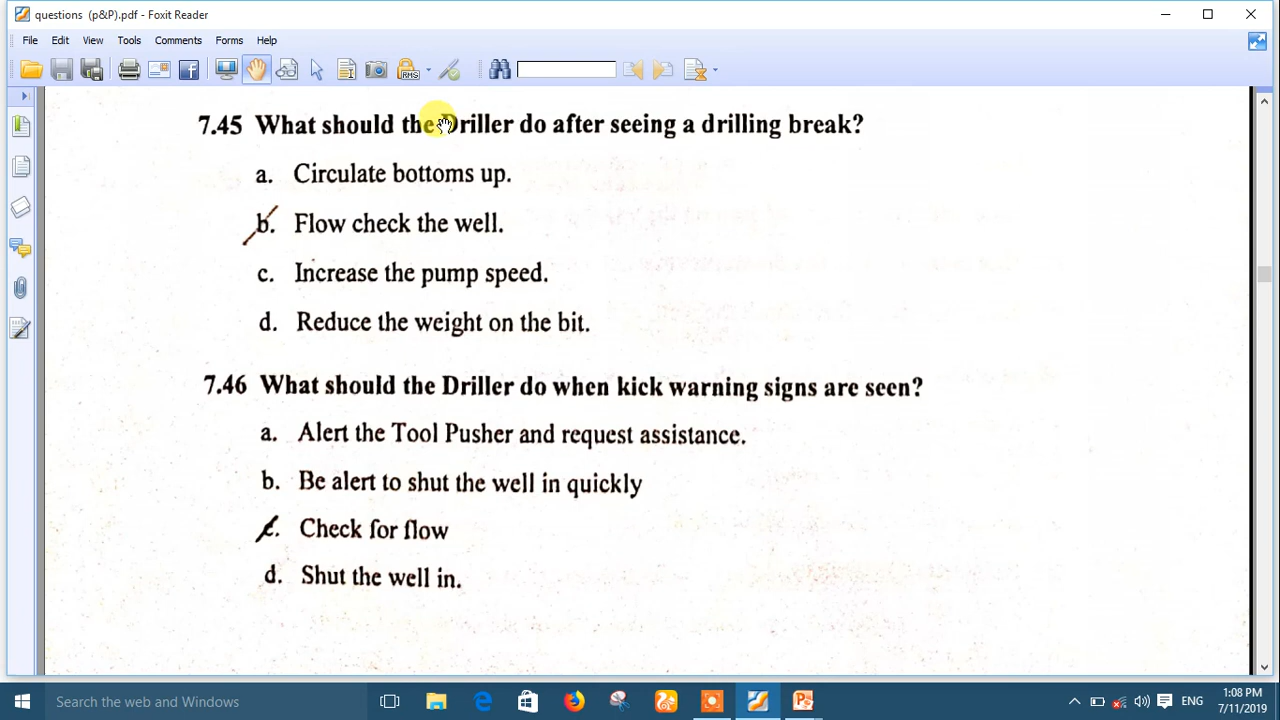 questions (p&P).pdf - Foxit Reader
File Edit View Tools Comments Forms Help
RHS
7.45 What should the Driller do after seeing a drilling break?
a. Circulate bottoms up.
b. Flow check the well.
c. Increase the pump speed.
d. Reduce the weight on the bit.
7.46 What should the Driller do when kick warning signs are seen?
a. Alert the Tool Pusher and request assistance.
b. Be alert to shut the well in quickly
c. Check for flow
d. Shut the well in.
Search the web and Windows
ENG
1:08 PM
7/11/2019